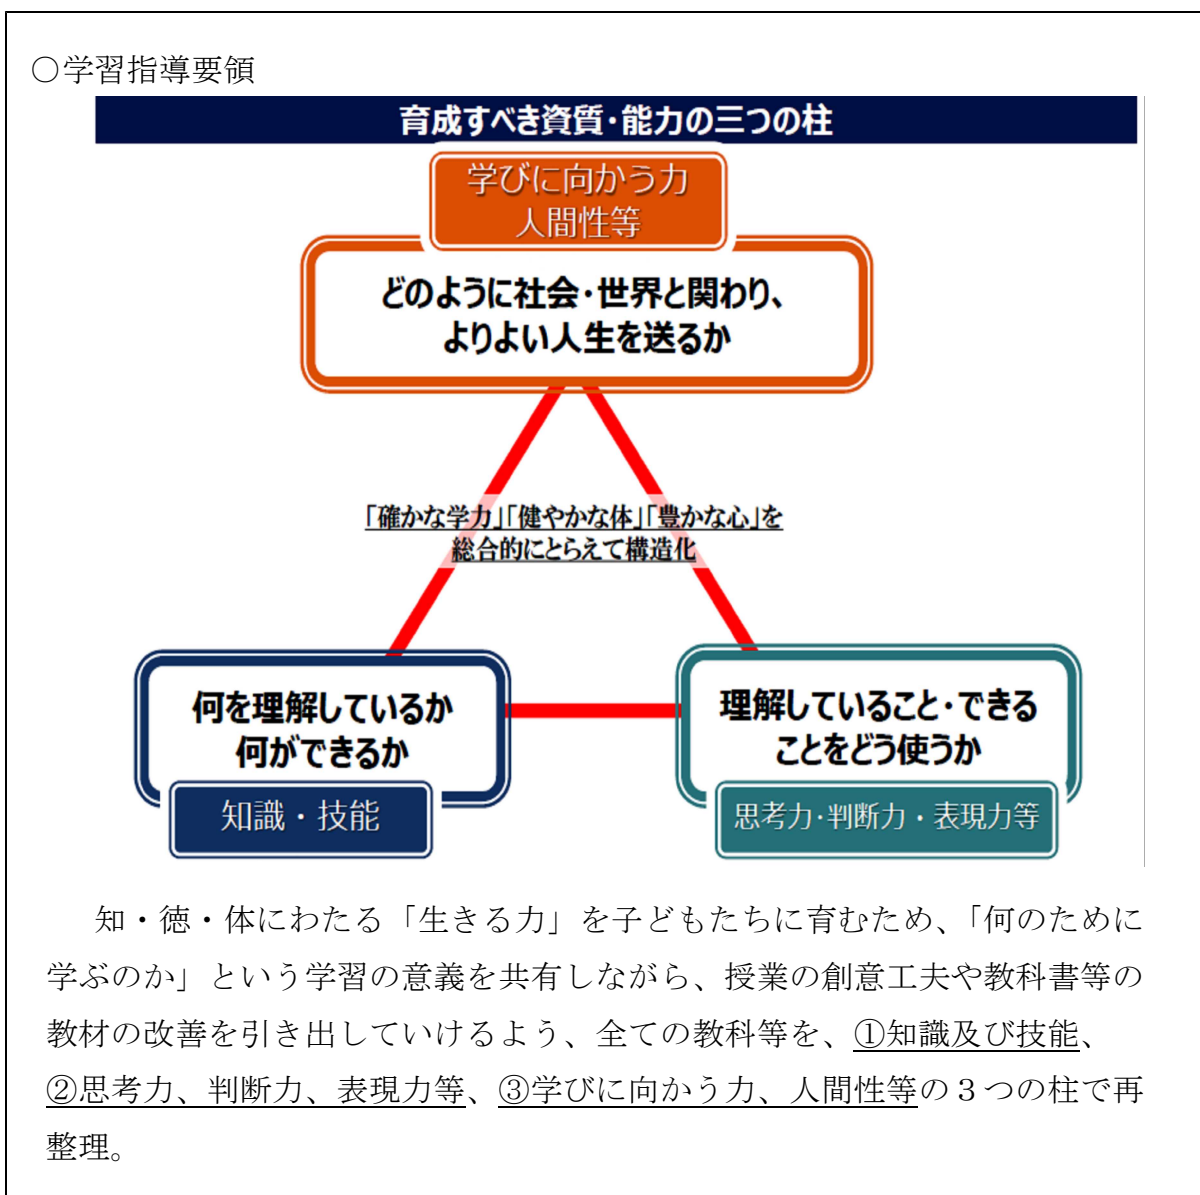 ○学習指導要領
育成すべき資質・能力の三つの柱
学びに向かう力
人間性等
どのように社会・世界と関わり、
よりよい人生を送るか
「確かな学力」「健やかな体」「豊かな心」を
総合的にとらえて構造化
何を理解しているか
何ができるか
知識・技能
理解していること・できる
ことをどう使うか
思考力・判断力・表現力等
知・徳・体にわたる「生きる力」を子どもたちに育むため、「何のために
学ぶのか」という学習の意義を共有しながら、授業の創意工夫や教科書等の
教材の改善を引き出していけるよう、全ての教科等を、①知識及び技能、
②思考力、判断力、表現力等、③学びに向かう力、人間性等の３つの柱で再
整理。